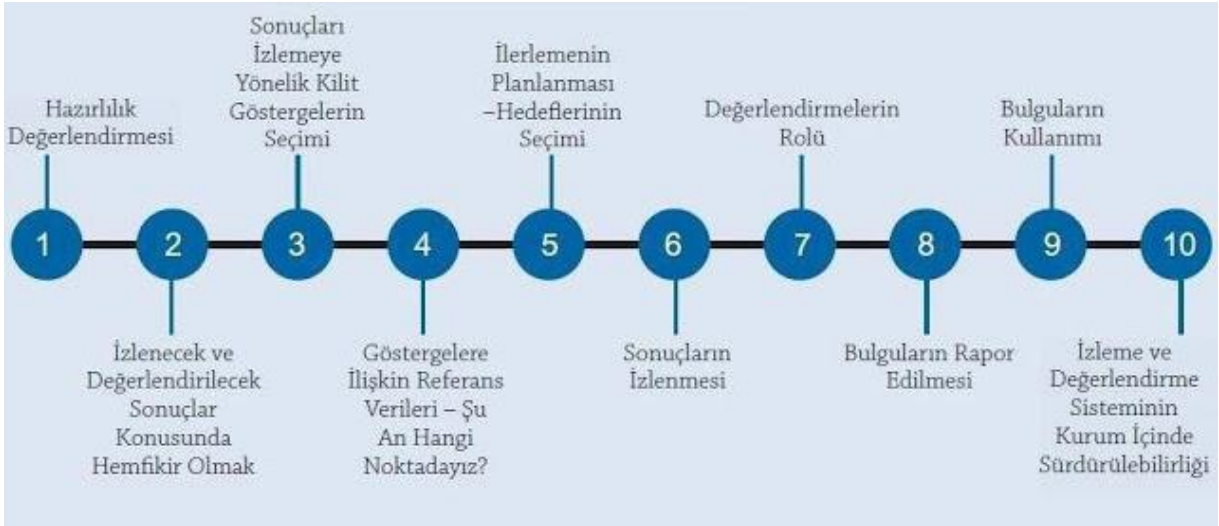 Hazırlılık
Değerlendirmesi
1
İzlenecek ve
Değerlendirilecek
Sonuçlar
Konusunda
Hemfikir Olmak
2
Sonuçları
İzlemeye
Yönelik Kilit
Göstergelerin
Seçimi
3
Göstergelere
İlişkin Referans
Verileri – Şu
An Hangi
Noktadayız?
4
İlerlemenin
Planlanması
–Hedeflerinin
Seçimi
5
Sonuçların
İzlenmesi
6
Değerlendirmelerin
Rolü
7
Bulguların Rapor
Edilmesi
8
Bulguların
Kullanımı
9
İzleme ve
Değerlendirme
Sisteminin
Kurum İçinde
Sürdürülebilirliği
10